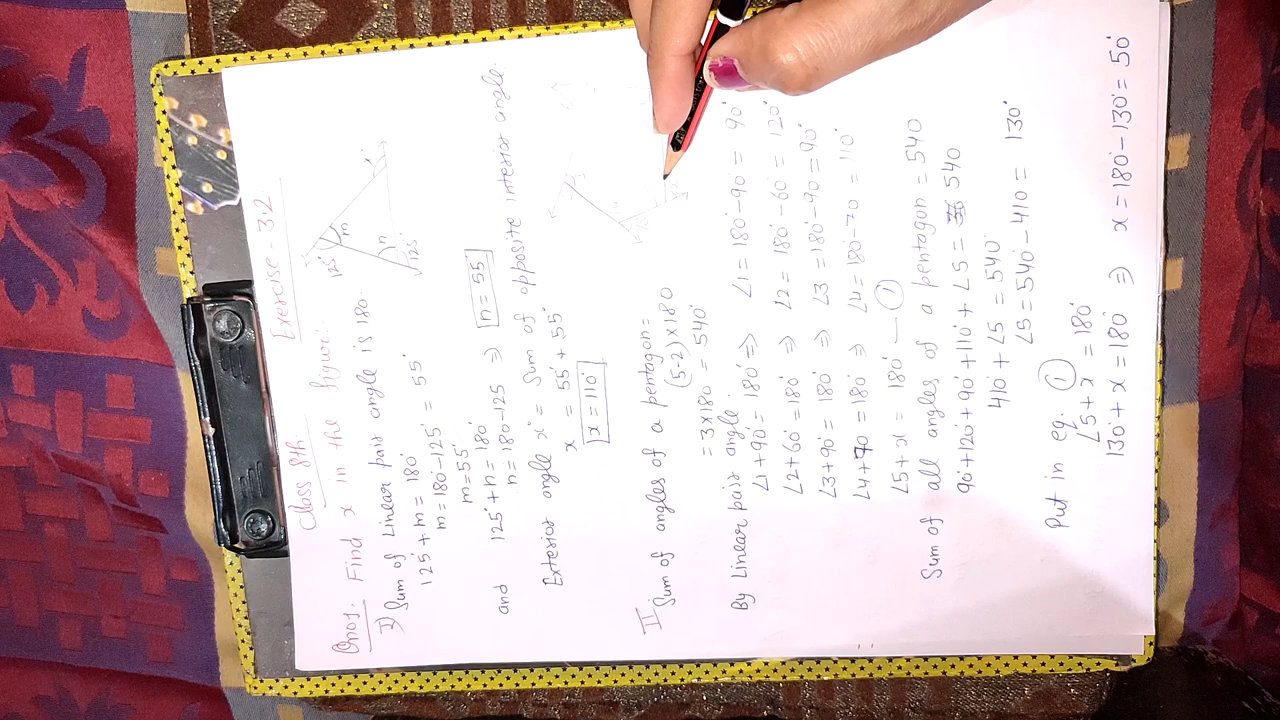 Class 8th Exercise-3.2
Qno1. Find x in the figur:
I) Sum of Linear pair angle is 180.
125° + m = 180°
m = 180° - 125° = 55°
m = 55°
and 125° + n = 180°
n = 180 - 125 ⇒ n = 55°
Exterior angle x° = Sum of opposite interior angle.
x = 55° + 55°
x = 110°
125°
m
n
125°
x°
II Sum of angles of a pentagon =
(5-2) × 180
= 3 × 180 = 540°
By Linear pair angle.
∠1 + 90° = 180° ⇒ ∠1 = 180° - 90° = 90°
∠2 + 60° = 180° ⇒ ∠2 = 180° - 60° = 120°
∠3 + 90° = 180° ⇒ ∠3 = 180° - 90 = 90°
∠4 + 70 = 180° ⇒ ∠4 = 180° - 70 = 110°
∠5 + x = 180° — 1
Sum of all angles of a pentagon = 540
90° + 120° + 90° + 110° + ∠5 = 540
410° + ∠5 = 540°
∠5 = 540° - 410 = 130°
Put in eq. 1
∠5 + x = 180°
130° + x = 180° ⇒ x = 180° - 130° = 50°